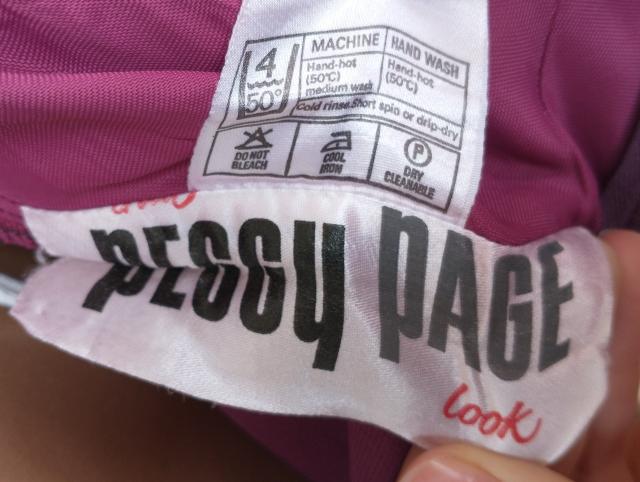 4
50°
MACHINE
Hand-hot
(50°C)
medium wash
HAND WASH
Hand-hot
(50°C)
Cold rinse.Short spin or drip-dry
DO NOT
BLEACH
COOL
IRON
P
DRY
CLEANABLE
PEGGY PAGE
look